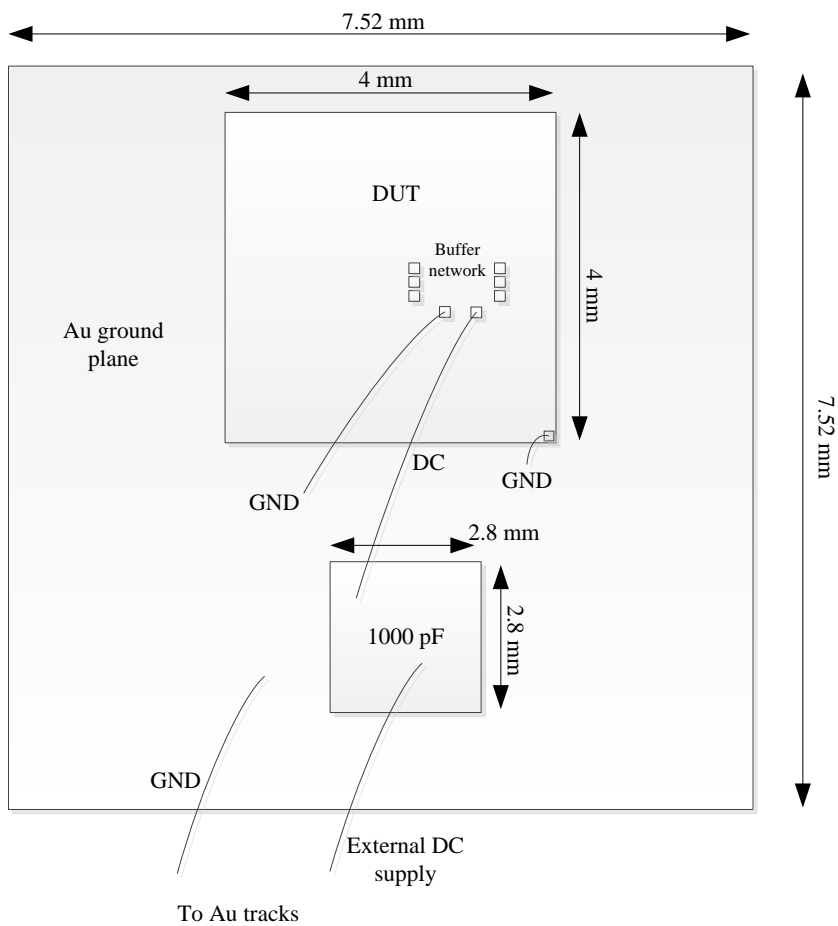 7.52 mm
4 mm
DUT
Buffer
network
4 mm
Au ground
plane
7.52 mm
DC
GND
GND
2.8 mm
2.8 mm
1000 pF
GND
External DC
supply
To Au tracks